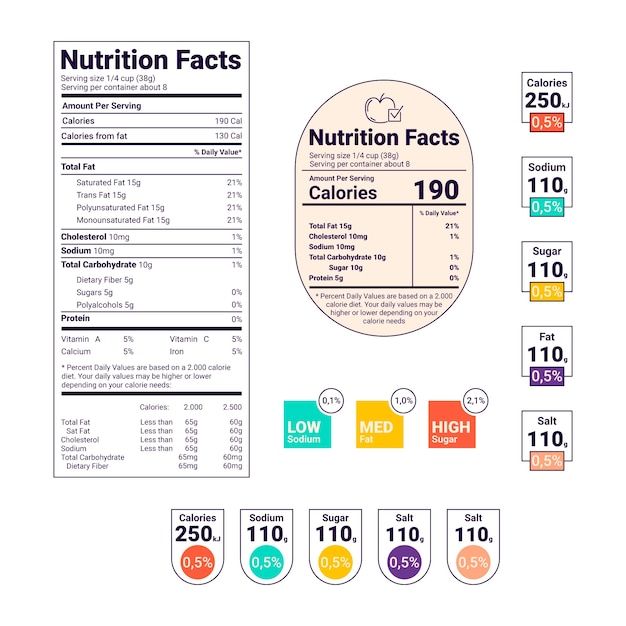 Nutrition Facts
Serving size 1/4 cup (38g)
Serving per container about 8
Amount Per Serving
Calories 190 Cal
Calories from fat 130 Cal
% Daily Value*
Total Fat
Saturated Fat 15g 21%
Trans Fat 15g 21%
Polyunsaturated Fat 15g 21%
Monounsaturated Fat 15g 21%
Cholesterol 10mg 1%
Sodium 10mg 1%
Total Carbohydrate 10g 1%
Dietary Fiber 5g
Sugars 5g 0%
Polyalcohols 5g 0%
Protein 0%
Vitamin A 5% Vitamin C 5%
Calcium 5% Iron 5%
* Percent Daily Values are based on a 2.000 calorie
diet. Your daily values may be higher or lower
depending on your calorie needs:
Calories: 2.000 2.500
Total Fat Less than 65g 60g
Sat Fat Less than 65g 60g
Cholesterol Less than 65g 60g
Sodium Less than 65g 60g
Total Carbohydrate 65mg 60mg
Dietary Fiber 65g 60g
Nutrition Facts
Serving size 1/4 cup (38g)
Serving per container about 8
Amount Per Serving
Calories 190
% Daily Value*
Total Fat 15g 21%
Cholesterol 10mg 1%
Sodium 10mg
Total Carbohydrate 10g 1%
Sugar 10g 0%
Protein 5g 0%
* Percent Daily Values are based on a 2.000
calorie diet. Your daily values may be
higher or lower depending on your
calorie needs
0,1%
LOW
Sodium
1,0%
MED
Fat
2,1%
HIGH
Sugar
Calories
250kJ
0,5%
Sodium
110g
0,5%
Sugar
110g
0,5%
Fat
110g
0,5%
Salt
110g
0,5%
Calories
250kJ
0,5%
Sodium
110g
0,5%
Sugar
110g
0,5%
Salt
110g
0,5%
Salt
110g
0,5%